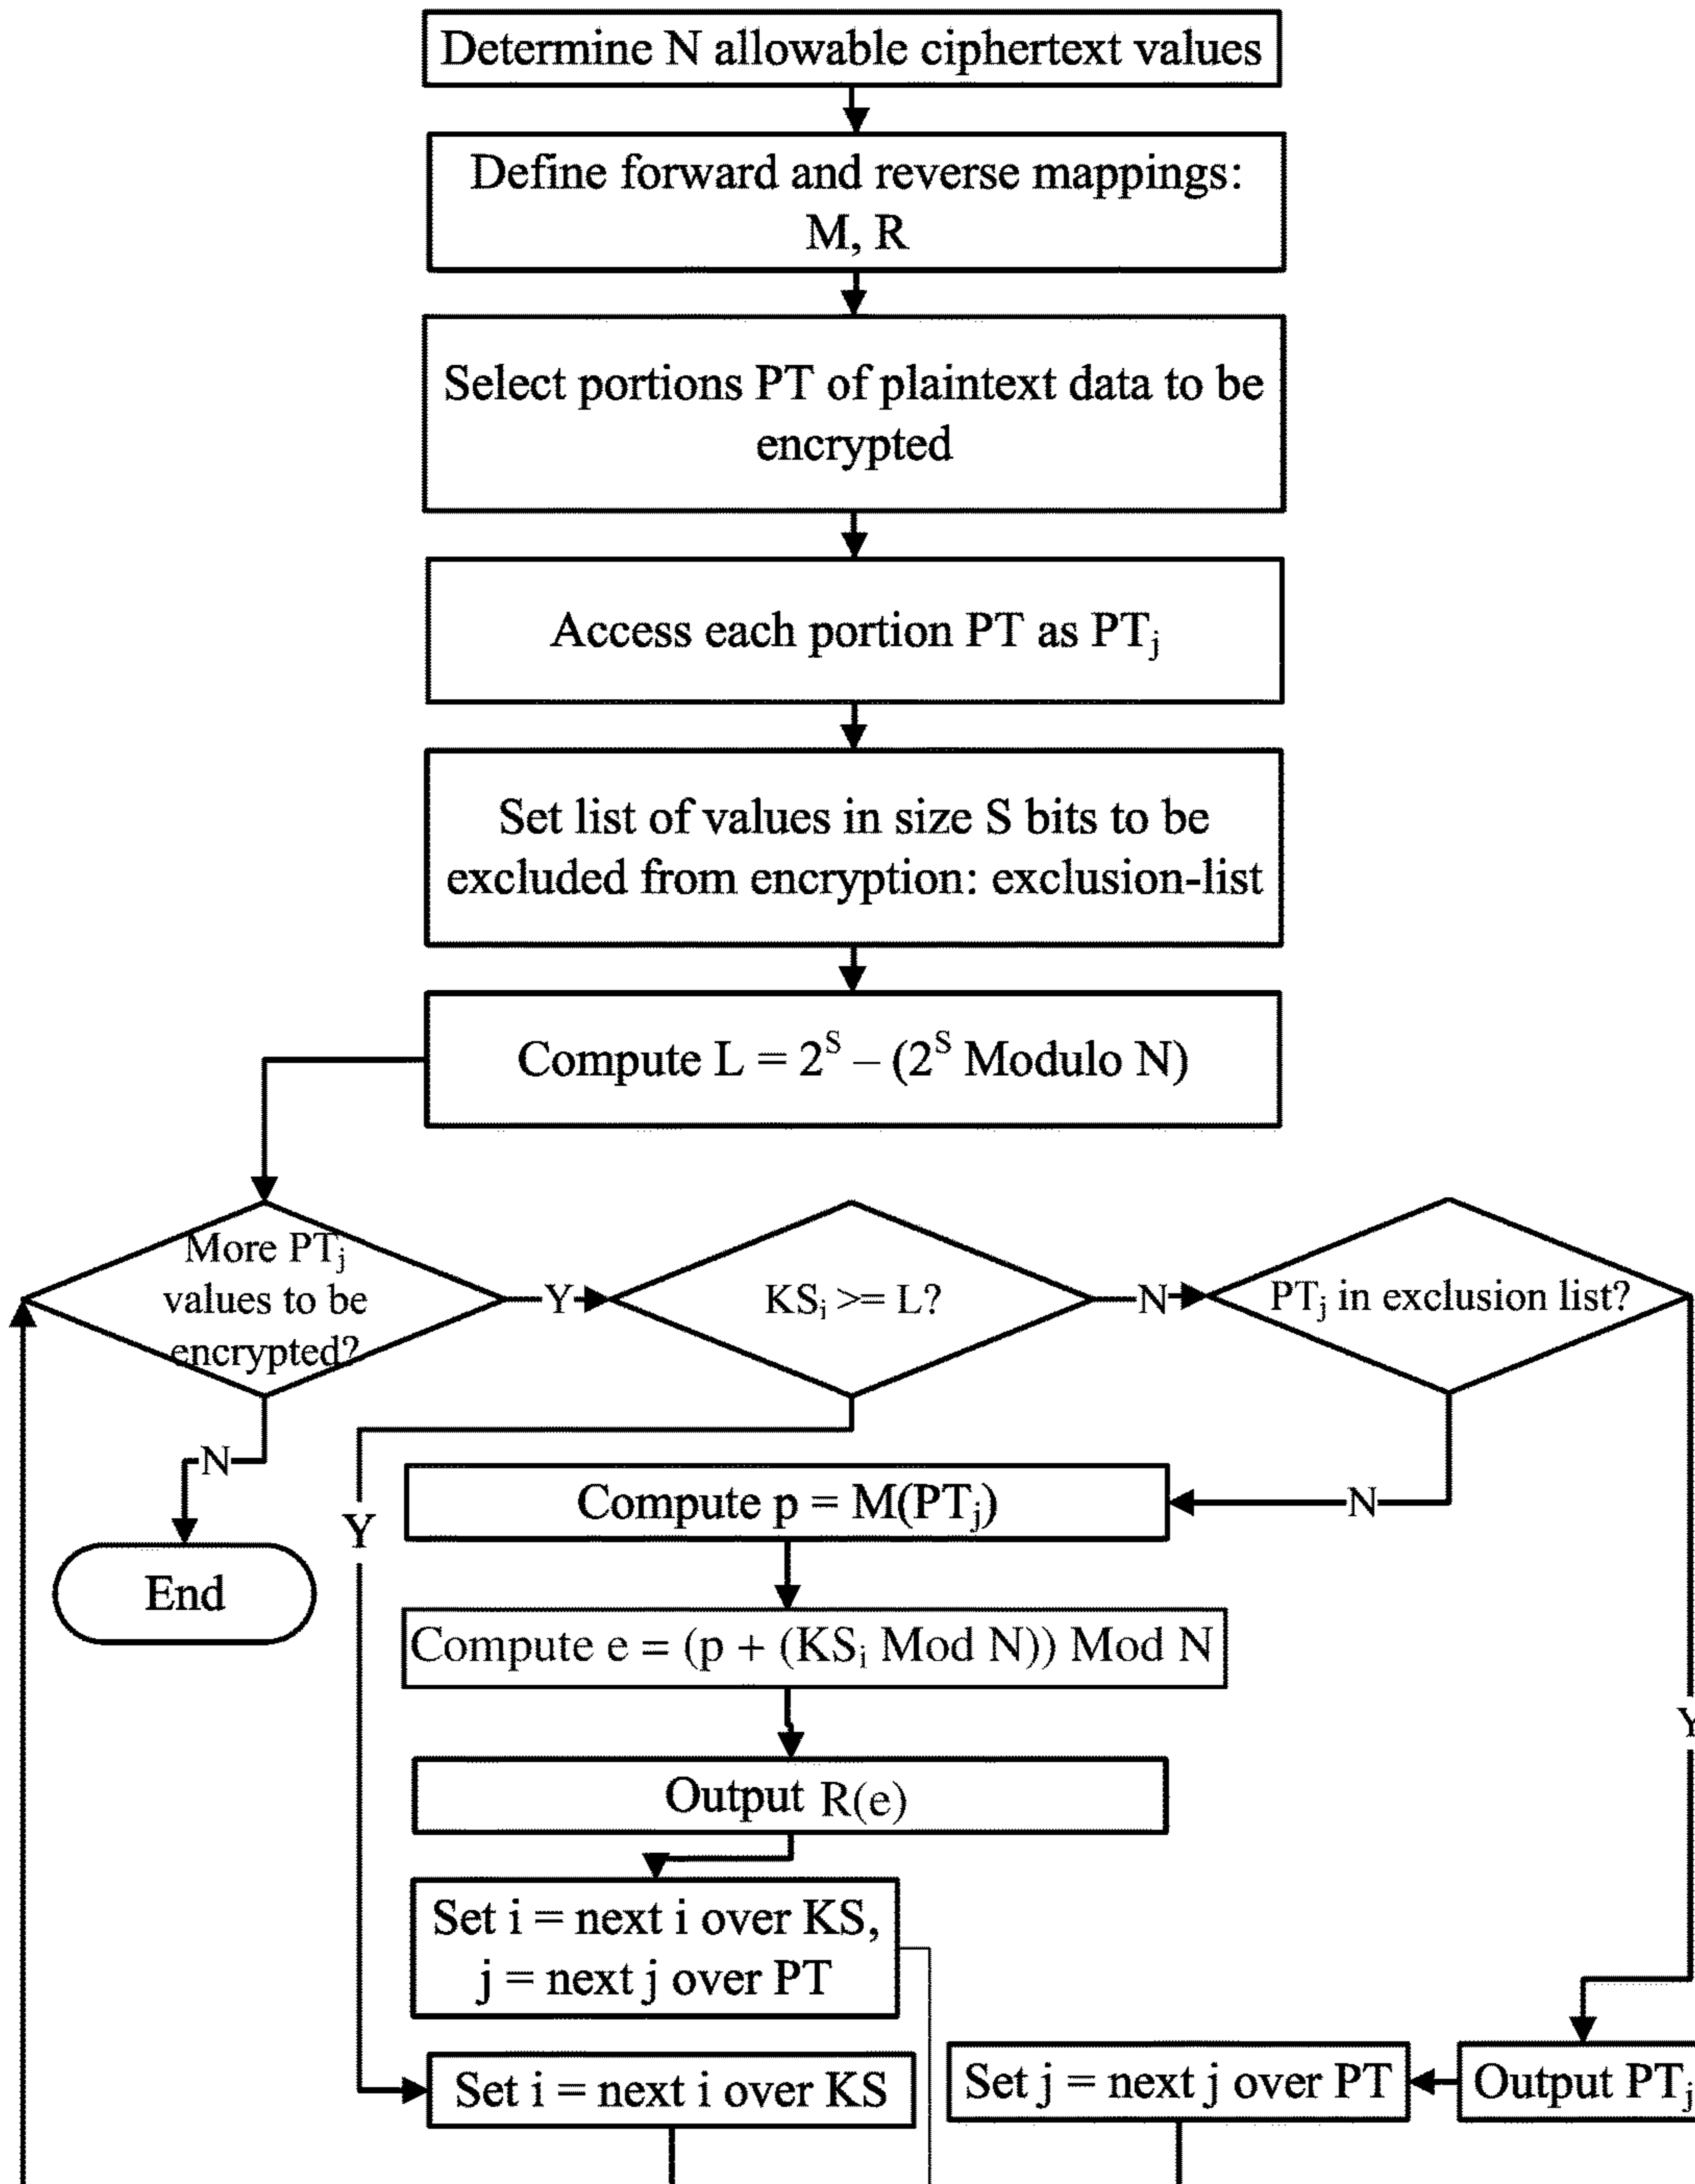 Determine N allowable ciphertext values
Define forward and reverse mappings:
M, R
Select portions PT of plaintext data to be
encrypted
Access each portion PT as PTj
Set list of values in size S bits to be
excluded from encryption: exclusion-list
Compute L = 2^S – (2^S Modulo N)
More PTj
values to be
encrypted?
Y
KSi >= L?
N
PTj in exclusion list?
N
Y
Compute p = M(PTj)
N
End
Compute e = (p + (KSi Mod N)) Mod N
Y
Output R(e)
Set i = next i over KS,
j = next j over PT
Set i = next i over KS
Set j = next j over PT
Output PTj